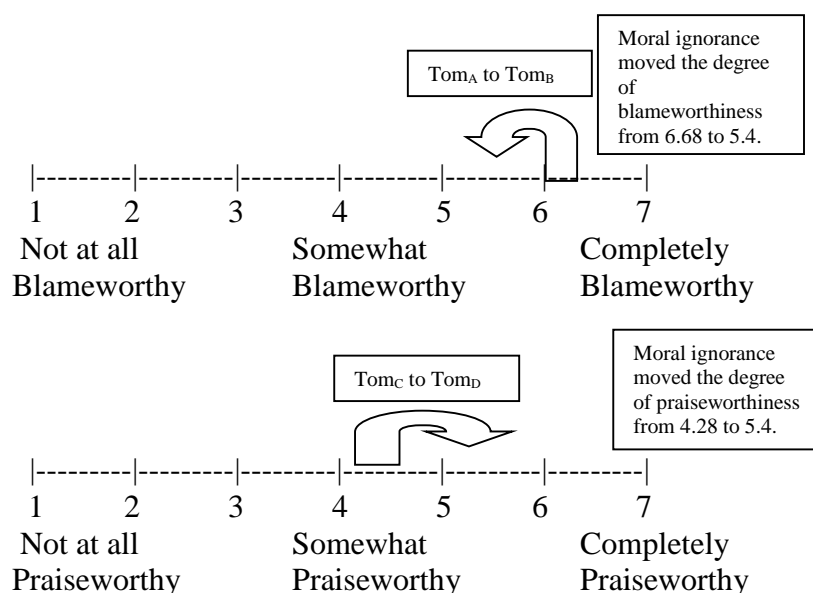 Tom_A to Tom_B
Moral ignorance
moved the degree
of
blameworthiness
from 6.68 to 5.4.
1 2 3 4 5 6 7
Not at all Somewhat Completely
Blameworthy Blameworthy Blameworthy
Tom_C to Tom_D
Moral ignorance
moved the degree
of praiseworthiness
from 4.28 to 5.4.
1 2 3 4 5 6 7
Not at all Somewhat Completely
Praiseworthy Praiseworthy Praiseworthy